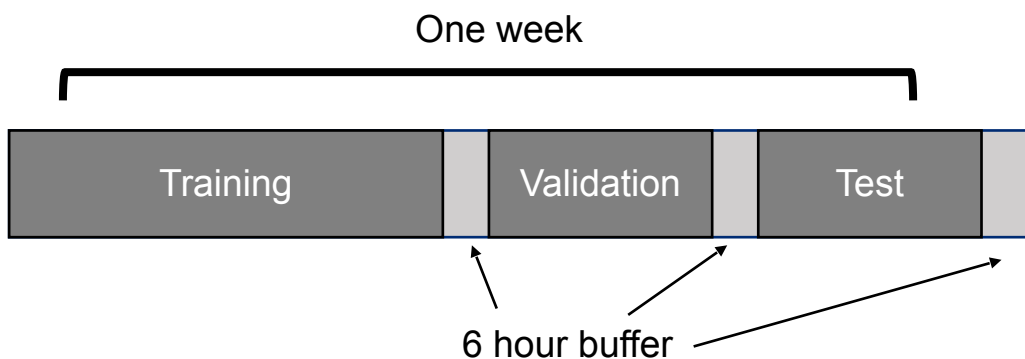 One week
Training
Validation
Test
6 hour buffer